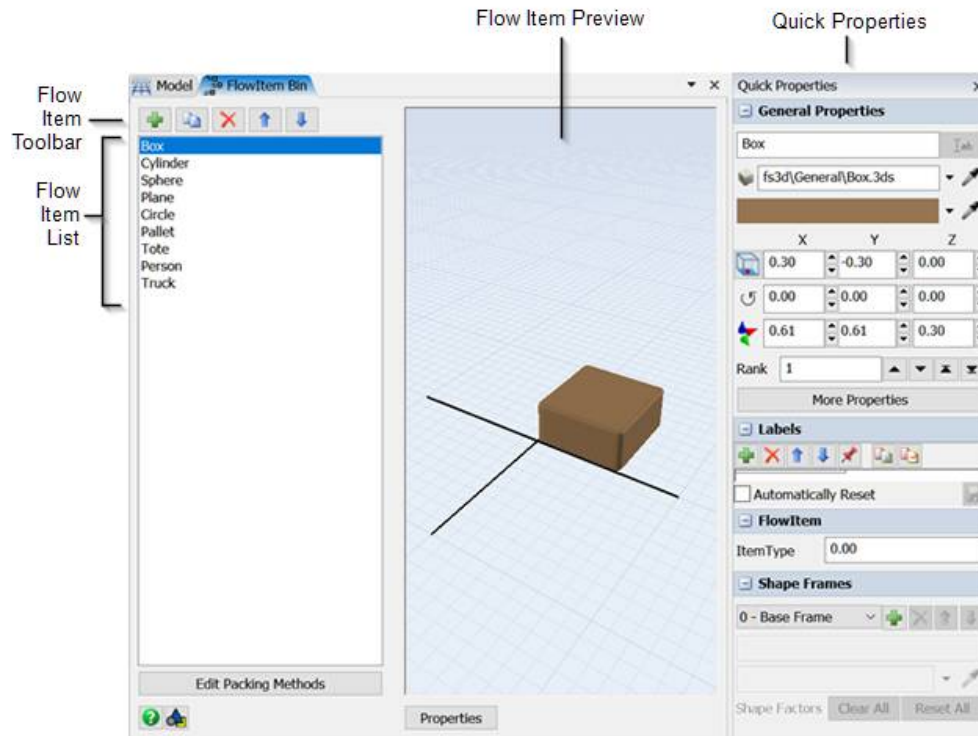 Flow Item Preview
Quick Properties
Flow
Item
Toolbar
Flow
Item
List
Model
FlowItem Bin
Box
Cylinder
Sphere
Plane
Circle
Pallet
Tote
Person
Truck
Edit Packing Methods
Properties
Quick Properties
General Properties
Box
fs3d\General\Box.3ds
X Y Z
0.30 -0.30 0.00
0.00 0.00 0.00
0.61 0.61 0.30
Rank 1
More Properties
Labels
Automatically Reset
FlowItem
ItemType 0.00
Shape Frames
0 - Base Frame
Shape Factors Clear All Reset All